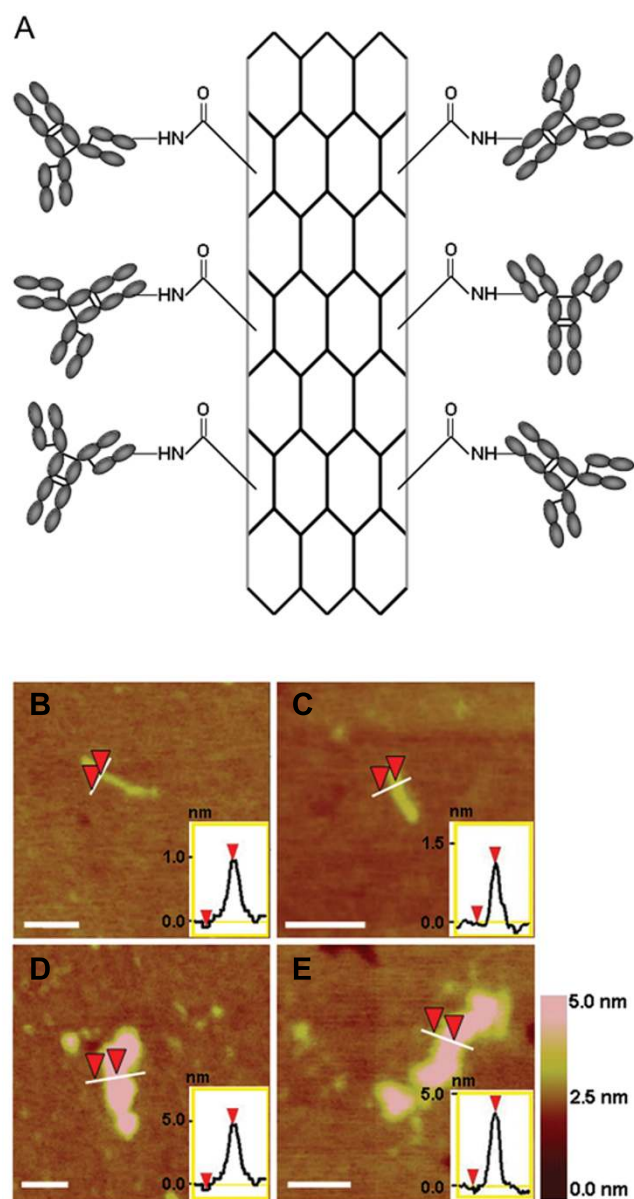 A
O O
HN NH
O O
HN NH
O O
HN NH
B C
nm nm
1.0 1.5
0.0 0.0
D E
nm nm
5.0 5.0
0.0 0.0
5.0 nm
2.5 nm
0.0 nm